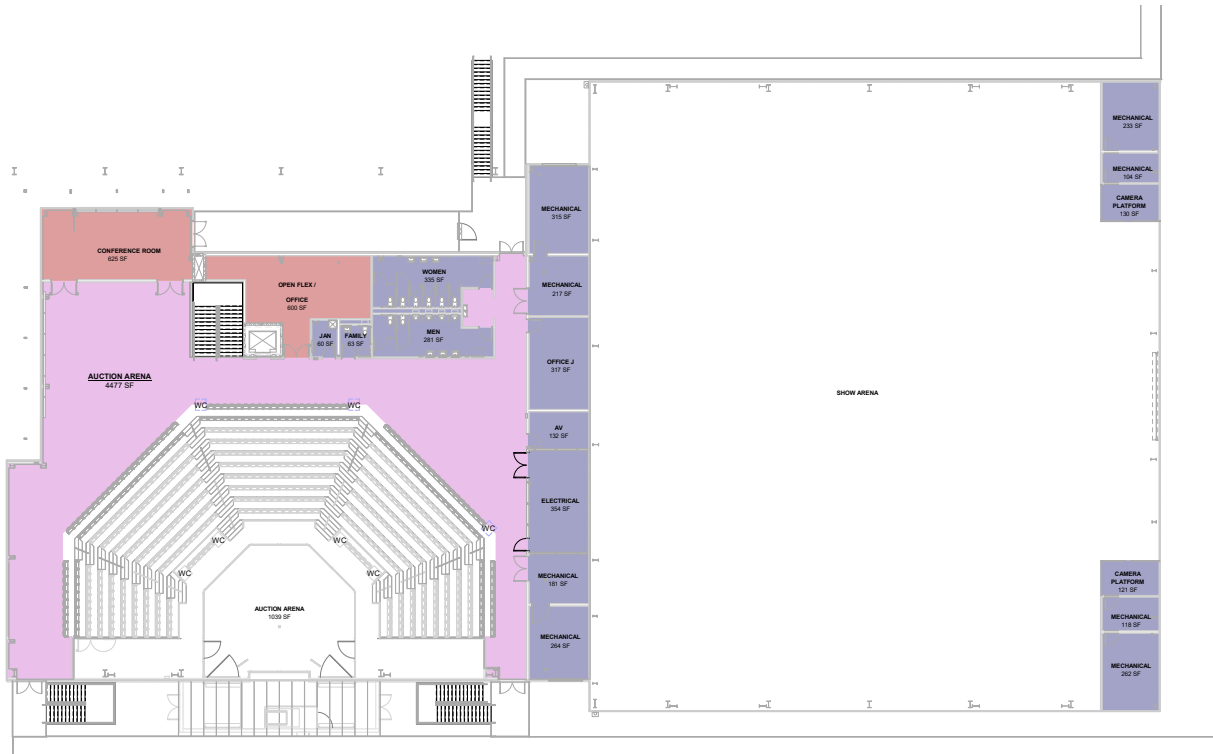 MECHANICAL
233 SF
MECHANICAL
104 SF
CAMERA
PLATFORM
130 SF
MECHANICAL
315 SF
CONFERENCE ROOM
625 SF
WOMEN
335 SF
OPEN FLEX /
OFFICE
600 SF
MECHANICAL
217 SF
JAN
60 SF
FAMILY
63 SF
MEN
281 SF
OFFICE J
317 SF
AUCTION ARENA
4477 SF
SHOW ARENA
WC
WC
AV
132 SF
ELECTRICAL
354 SF
WC
WC
WC
WC
WC
MECHANICAL
181 SF
CAMERA
PLATFORM
121 SF
AUCTION ARENA
1039 SF
MECHANICAL
118 SF
MECHANICAL
264 SF
MECHANICAL
262 SF